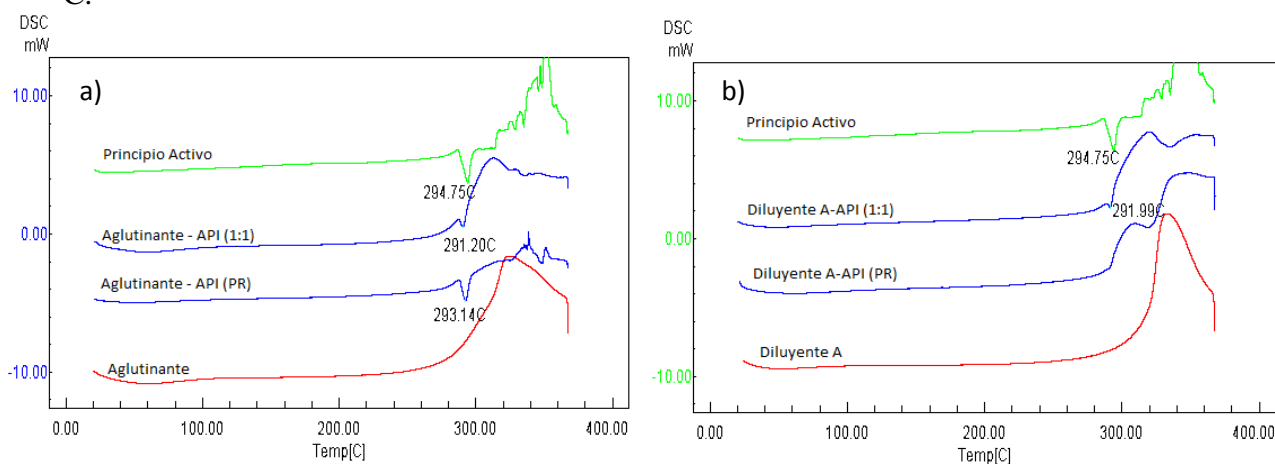 C.
DSC
mW
10.00
0.00
-10.00
a)
Principio Activo
294.75C
Aglutinante - API (1:1)
291.20C
Aglutinante - API (PR)
293.14C
Aglutinante
0.00 100.00 200.00 300.00 400.00
Temp[C]
DSC
mW
10.00
0.00
-10.00
b)
Principio Activo
294.75C
Diluyente A-API (1:1)
291.99C
Diluyente A-API (PR)
Diluyente A
0.00 100.00 200.00 300.00 400.00
Temp[C]